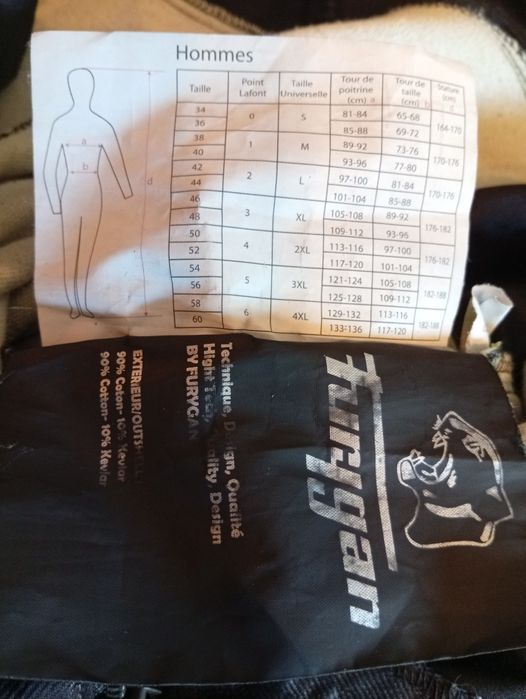 Hommes
Taille Point Lafont Taille Universelle Tour de poitrine (cm) a Tour de taille (cm) b Stature (cm) d
34 0 S 81-84 65-68 164-170
36 85-88 69-72
38 1 M 89-92 73-76 170-176
40 93-96 77-80
42 2 L 97-100 81-84 170-176
44 101-104 85-88
46 3 XL 105-108 89-92 176-182
48 109-112 93-96
50 4 2XL 113-116 97-100 176-182
52 117-120 101-104
54 5 3XL 121-124 105-108 182-188
56 125-128 109-112
58 6 4XL 129-132 113-116 182-188
60 133-136 117-120
a
b
d
Furygan
Technique, Design, Qualité
Hight Tech, Quality, Design
BY FURYGAN
EXTERIEUR/OUTSHELL
90% Coton- 10% Kevlar
90% Cotton- 10% Kevlar